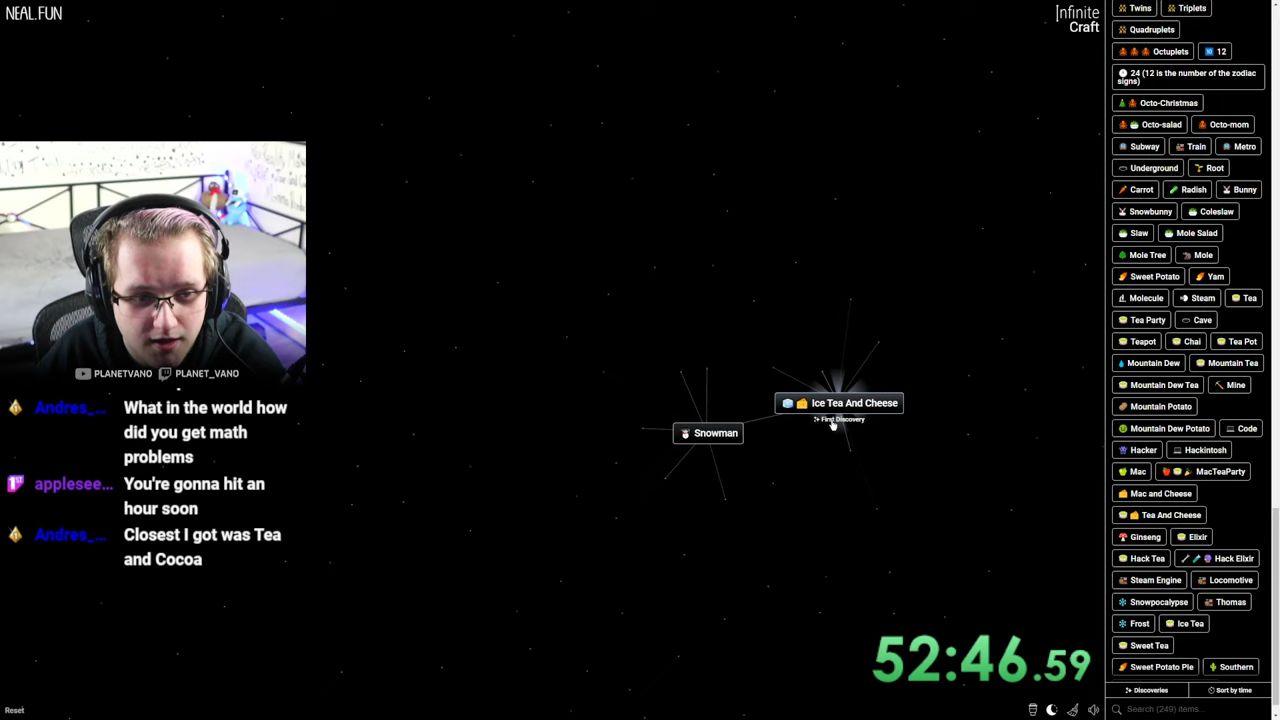 NEAL.FUN
Infinite
Craft
PLANETVANO PLANET_VANO
Andres_... What in the world how
did you get math
problems
appleseе... You're gonna hit an
hour soon
Andres_... Closest I got was Tea
and Cocoa
Snowman
Ice Tea And Cheese
First Discovery
52:46.59
Reset
Twins Triplets
Quadruplets
Octuplets 12
24 (12 is the number of the zodiac
signs)
Octo-Christmas
Octo-salad Octo-mom
Subway Train Metro
Underground Root
Carrot Radish Bunny
Snowbunny Coleslaw
Slaw Mole Salad
Mole Tree Mole
Sweet Potato Yam
Molecule Steam Tea
Tea Party Cave
Teapot Chai Tea Pot
Mountain Dew Mountain Tea
Mountain Dew Tea Mine
Mountain Potato
Mountain Dew Potato Code
Hacker Hackintosh
Mac MacTeaParty
Mac and Cheese
Tea And Cheese
Ginseng Elixir
Hack Tea Hack Elixir
Steam Engine Locomotive
Snowpocalypse Thomas
Frost Ice Tea
Sweet Tea
Sweet Potato Pie Southern
Discoveries Sort by time
Search (249) items...